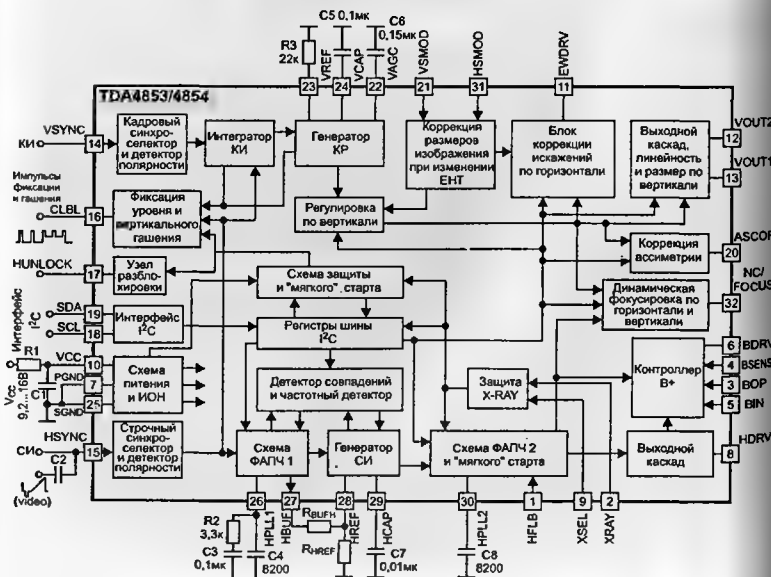 C5 0,1мк
C6
0,15мк
R3
22к
VREF
VCAP
VAGC
VSMOD
HSMOD
EWDRV
23
24
22
21
31
11
TDA4853/4854
VSYNC
КИ
14
Кадровый
синхро-
селектор
и детектор
полярности
Интегратор
КИ
Генератор
КР
Коррекция
размеров
изображения
при изменении
ЕНТ
Блок
коррекции
искажений
по горизонтали
Выходной
каскад,
линейность
и размер по
вертикали
VOUT2
12
VOUT1
13
Импульсы
фиксации
и гашения
CLBL
16
Фиксация
уровня и
вертикального
гашения
Регулировка
по вертикали
Коррекция
ассиметрии
ASCOR
20
HUNLOCK
17
Узел
разбло-
кировки
Схема защиты
и "мягкого" старта
Динамическая
фокусировка по
горизонтали и
вертикали
NC/
FOCUS
32
Интерфейс
I²C
SDA
19
SCL
18
Интерфейс
I²C
Регистры шины
I²C
R1
VCC
10
PGND
7
25
SGND
C1
Vcc
9,2...16В
Схема
питания
и ИОН
Детектор совпадений
и частотный детектор
Защита
X-RAY
Контроллер
В+
6
BDRV
4
BSENS
3
BOP
5
BIN
HSYNC
СИ
15
C2
(video)
Строчный
синхро-
селектор
и детектор
полярности
Схема
ФАПЧ 1
Генератор
СИ
Схема ФАПЧ 2
и "мягкого" старта
Выходной
каскад
HDRV
8
26
27
28
29
30
1
9
2
HPLL1
HBUF
HREF
HCAP
HPLL2
HFLB
XSEL
XRAY
R2
3,3к
C3
0,1мк
C4
8200
RBUFH
RHREF
C7
0,01мк
C8
8200